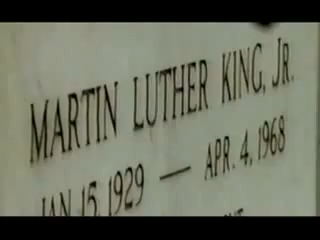 MARTIN LUTHER KING, JR.
JAN 15, 1929 — APR. 4, 1968